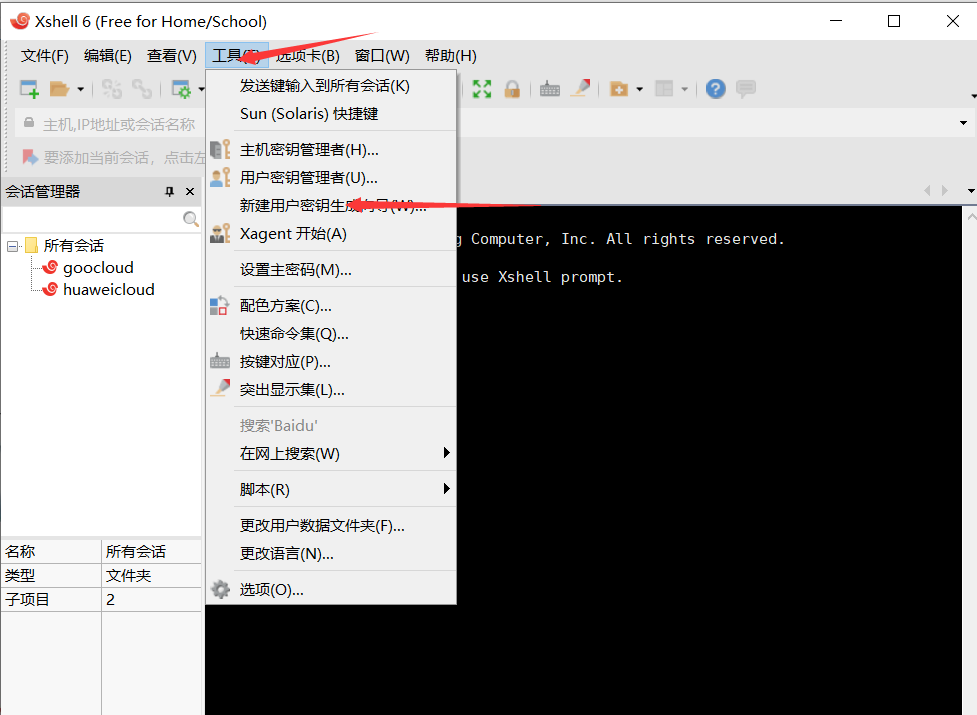 Xshell 6 (Free for Home/School)
文件(F) 编辑(E) 查看(V) 工具 选项卡(B) 窗口(W) 帮助(H)
主机,IP地址或会话名称
要添加当前会话，点击左
会话管理器
所有会话
goocloud
huaweicloud
名称 所有会话
类型 文件夹
子项目 2
发送键输入到所有会话(K)
Sun (Solaris) 快捷键
主机密钥管理者(H)...
用户密钥管理者(U)...
新建用户密钥生成向导(W)...
Xagent 开始(A)
设置主密码(M)...
配色方案(C)...
快速命令集(Q)...
按键对应(P)...
突出显示集(L)...
搜索'Baidu'
在网上搜索(W)
脚本(R)
更改用户数据文件夹(F)...
更改语言(N)...
选项(O)...
g Computer, Inc. All rights reserved.
use Xshell prompt.